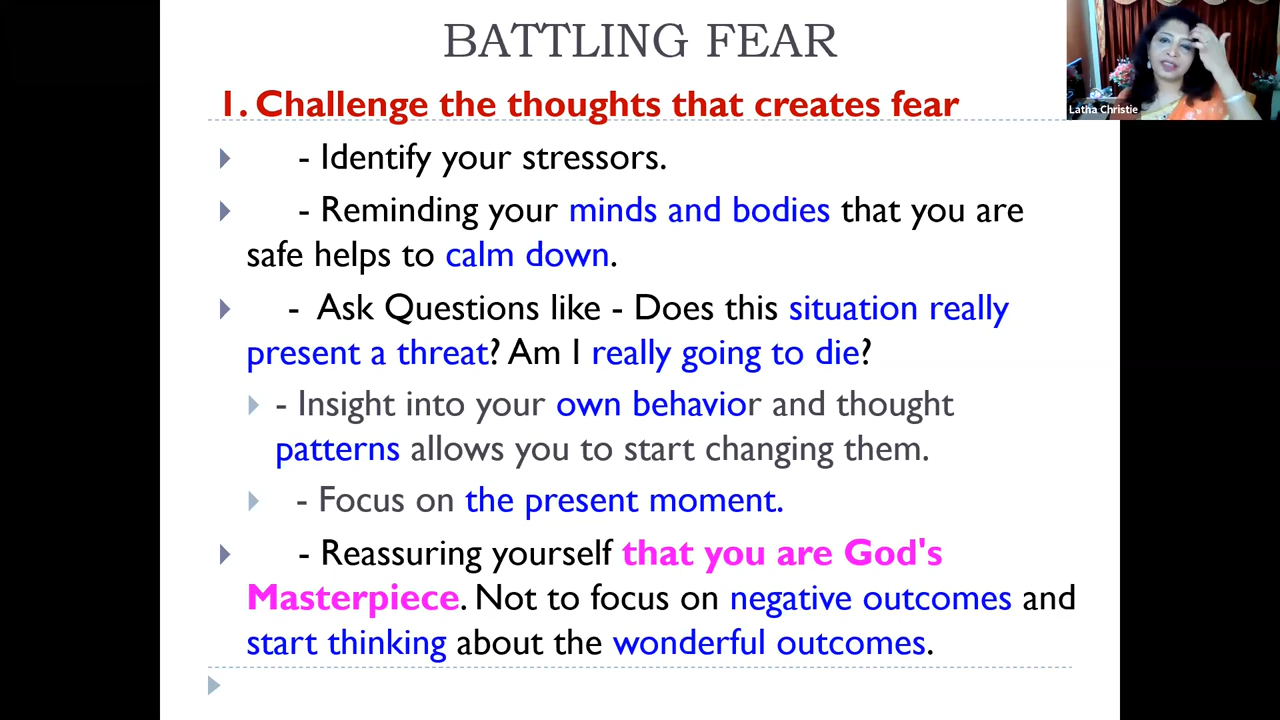 BATTLING FEAR
Latha Christie
1. Challenge the thoughts that creates fear
- Identify your stressors.
- Reminding your minds and bodies that you are
safe helps to calm down.
- Ask Questions like - Does this situation really
present a threat? Am I really going to die?
- Insight into your own behavior and thought
patterns allows you to start changing them.
- Focus on the present moment.
- Reassuring yourself that you are God's
Masterpiece. Not to focus on negative outcomes and
start thinking about the wonderful outcomes.